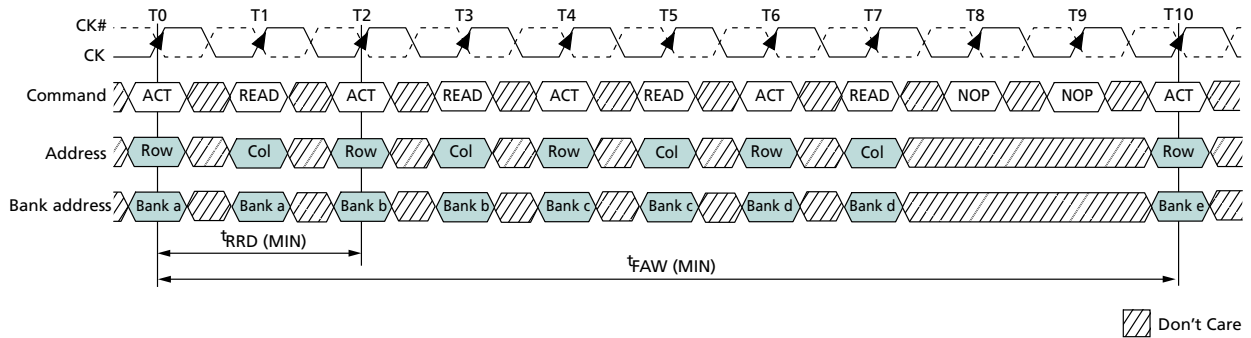 T0 T1 T2 T3 T4 T5 T6 T7 T8 T9 T10
CK#
CK
Command ACT READ ACT READ ACT READ ACT READ NOP NOP ACT
Address Row Col Row Col Row Col Row Col Row
Bank address Bank a Bank a Bank b Bank b Bank c Bank c Bank d Bank d Bank e
tRRD (MIN)
tFAW (MIN)
Don't Care